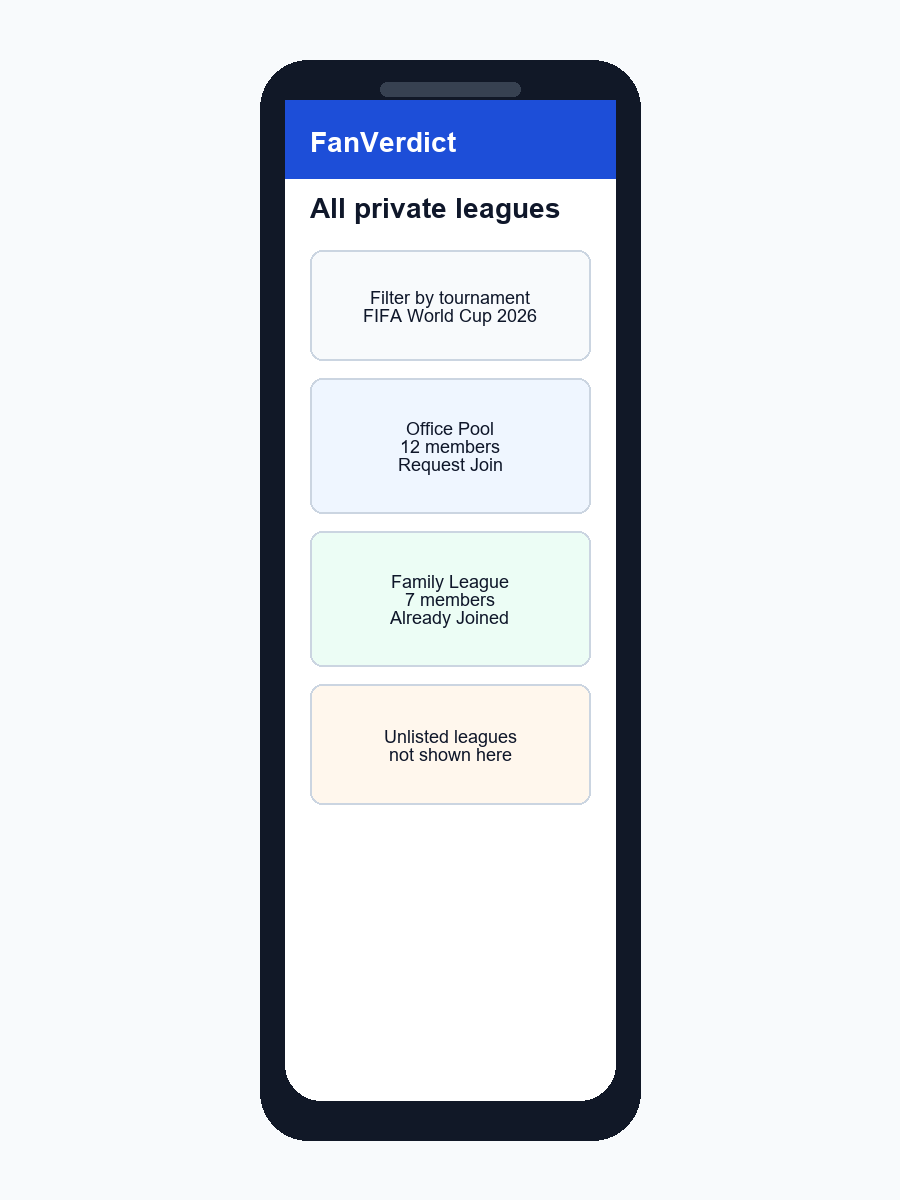 FanVerdict
All private leagues
Filter by tournament
FIFA World Cup 2026
Office Pool
12 members
Request Join
Family League
7 members
Already Joined
Unlisted leagues
not shown here